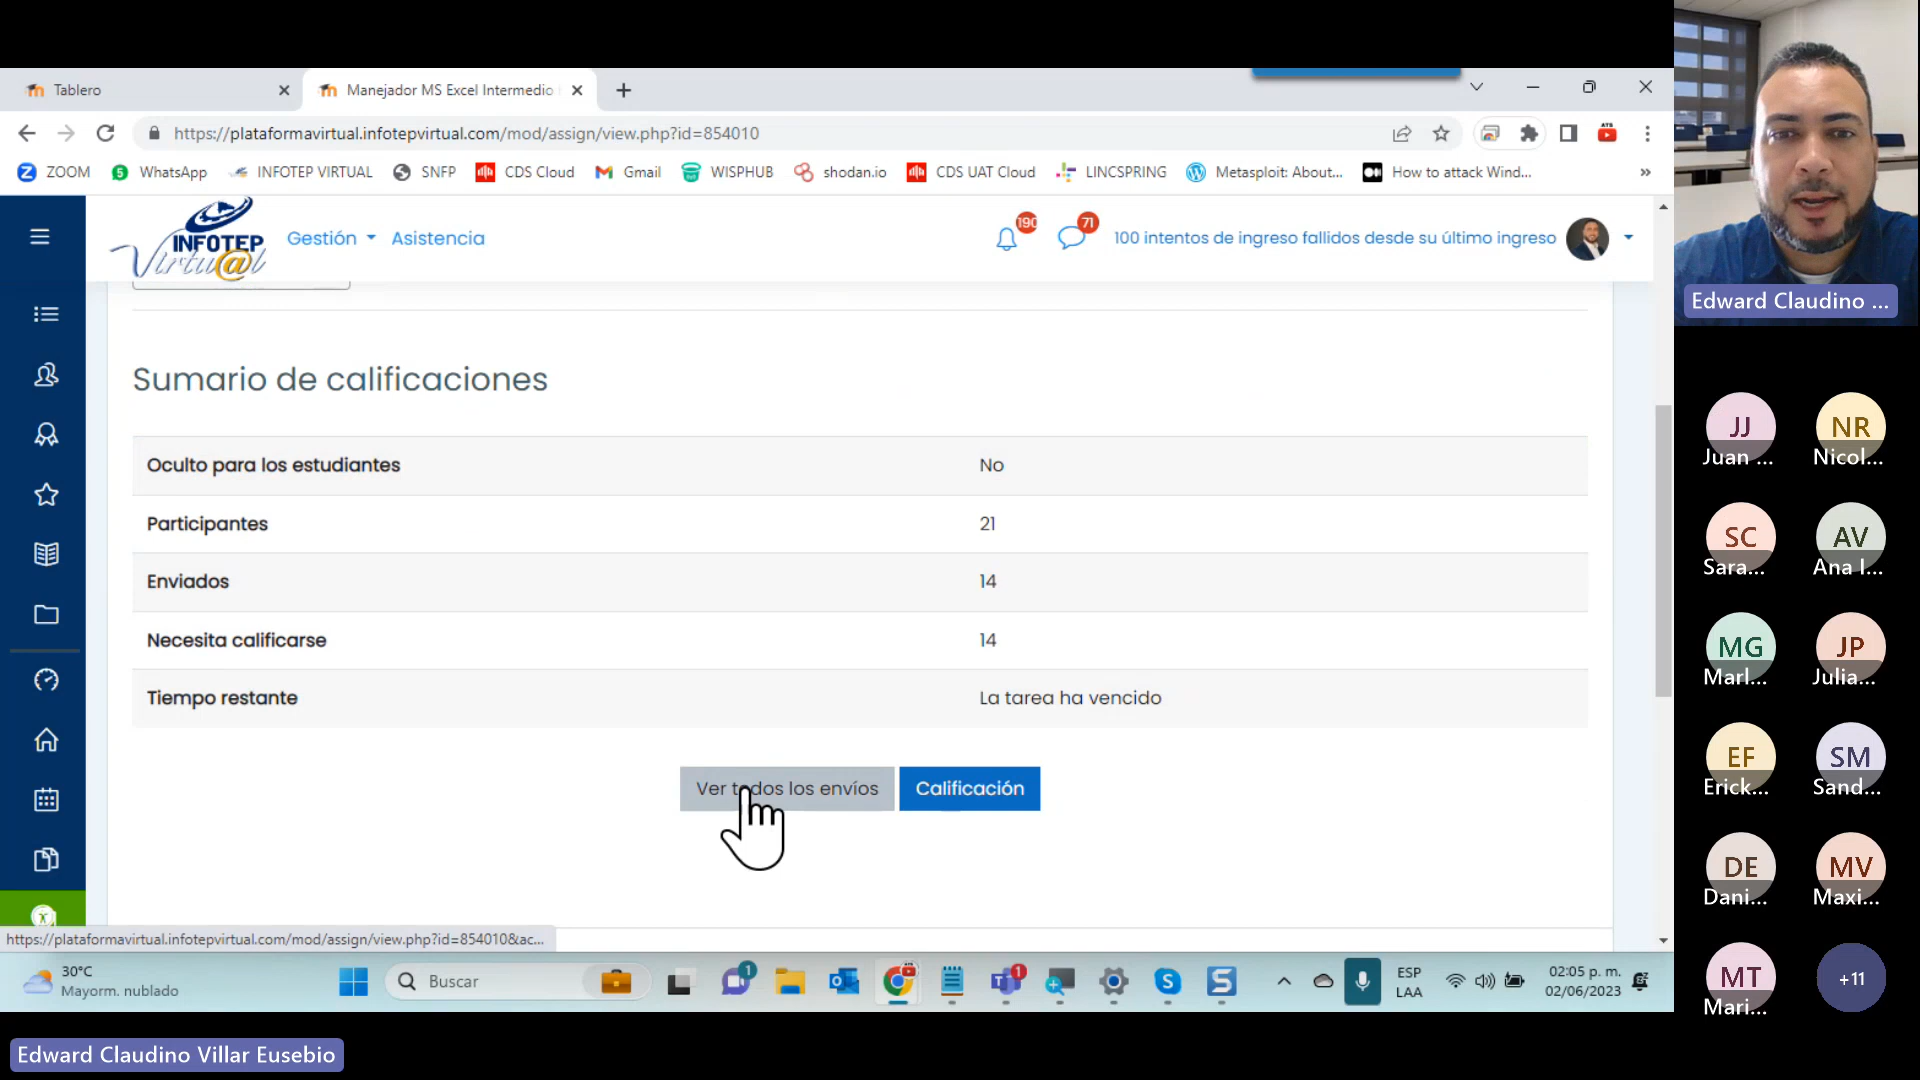 Tablero
Manejador MS Excel Intermedio
https://plataformavirtual.infotepvirtual.com/mod/assign/view.php?id=854010
ZOOM
WhatsApp
INFOTEP VIRTUAL
SNFP
CDS Cloud
Gmail
WISPHUB
shodan.io
CDS UAT Cloud
LINCSPRING
Metasploit: About...
How to attack Wind...
»
INFOTEP
Virtu@l
Gestión
Asistencia
190
71
100 intentos de ingreso fallidos desde su último ingreso
Sumario de calificaciones
Oculto para los estudiantes No
Participantes 21
Enviados 14
Necesita calificarse 14
Tiempo restante La tarea ha vencido
Ver todos los envíos
Calificación
https://plataformavirtual.infotepvirtual.com/mod/assign/view.php?id=854010&ac...
30°C
Mayorm. nublado
Buscar
1
1
ESP
LAA
02:05 p. m.
02/06/2023
Edward Claudino Villar Eusebio
Edward Claudino ...
JJ
Juan ...
NR
Nicol...
SC
Sara...
AV
Ana I...
MG
Marl...
JP
Julia...
EF
Erick...
SM
Sand...
DE
Dani...
MV
Maxi...
MT
Mari...
+11